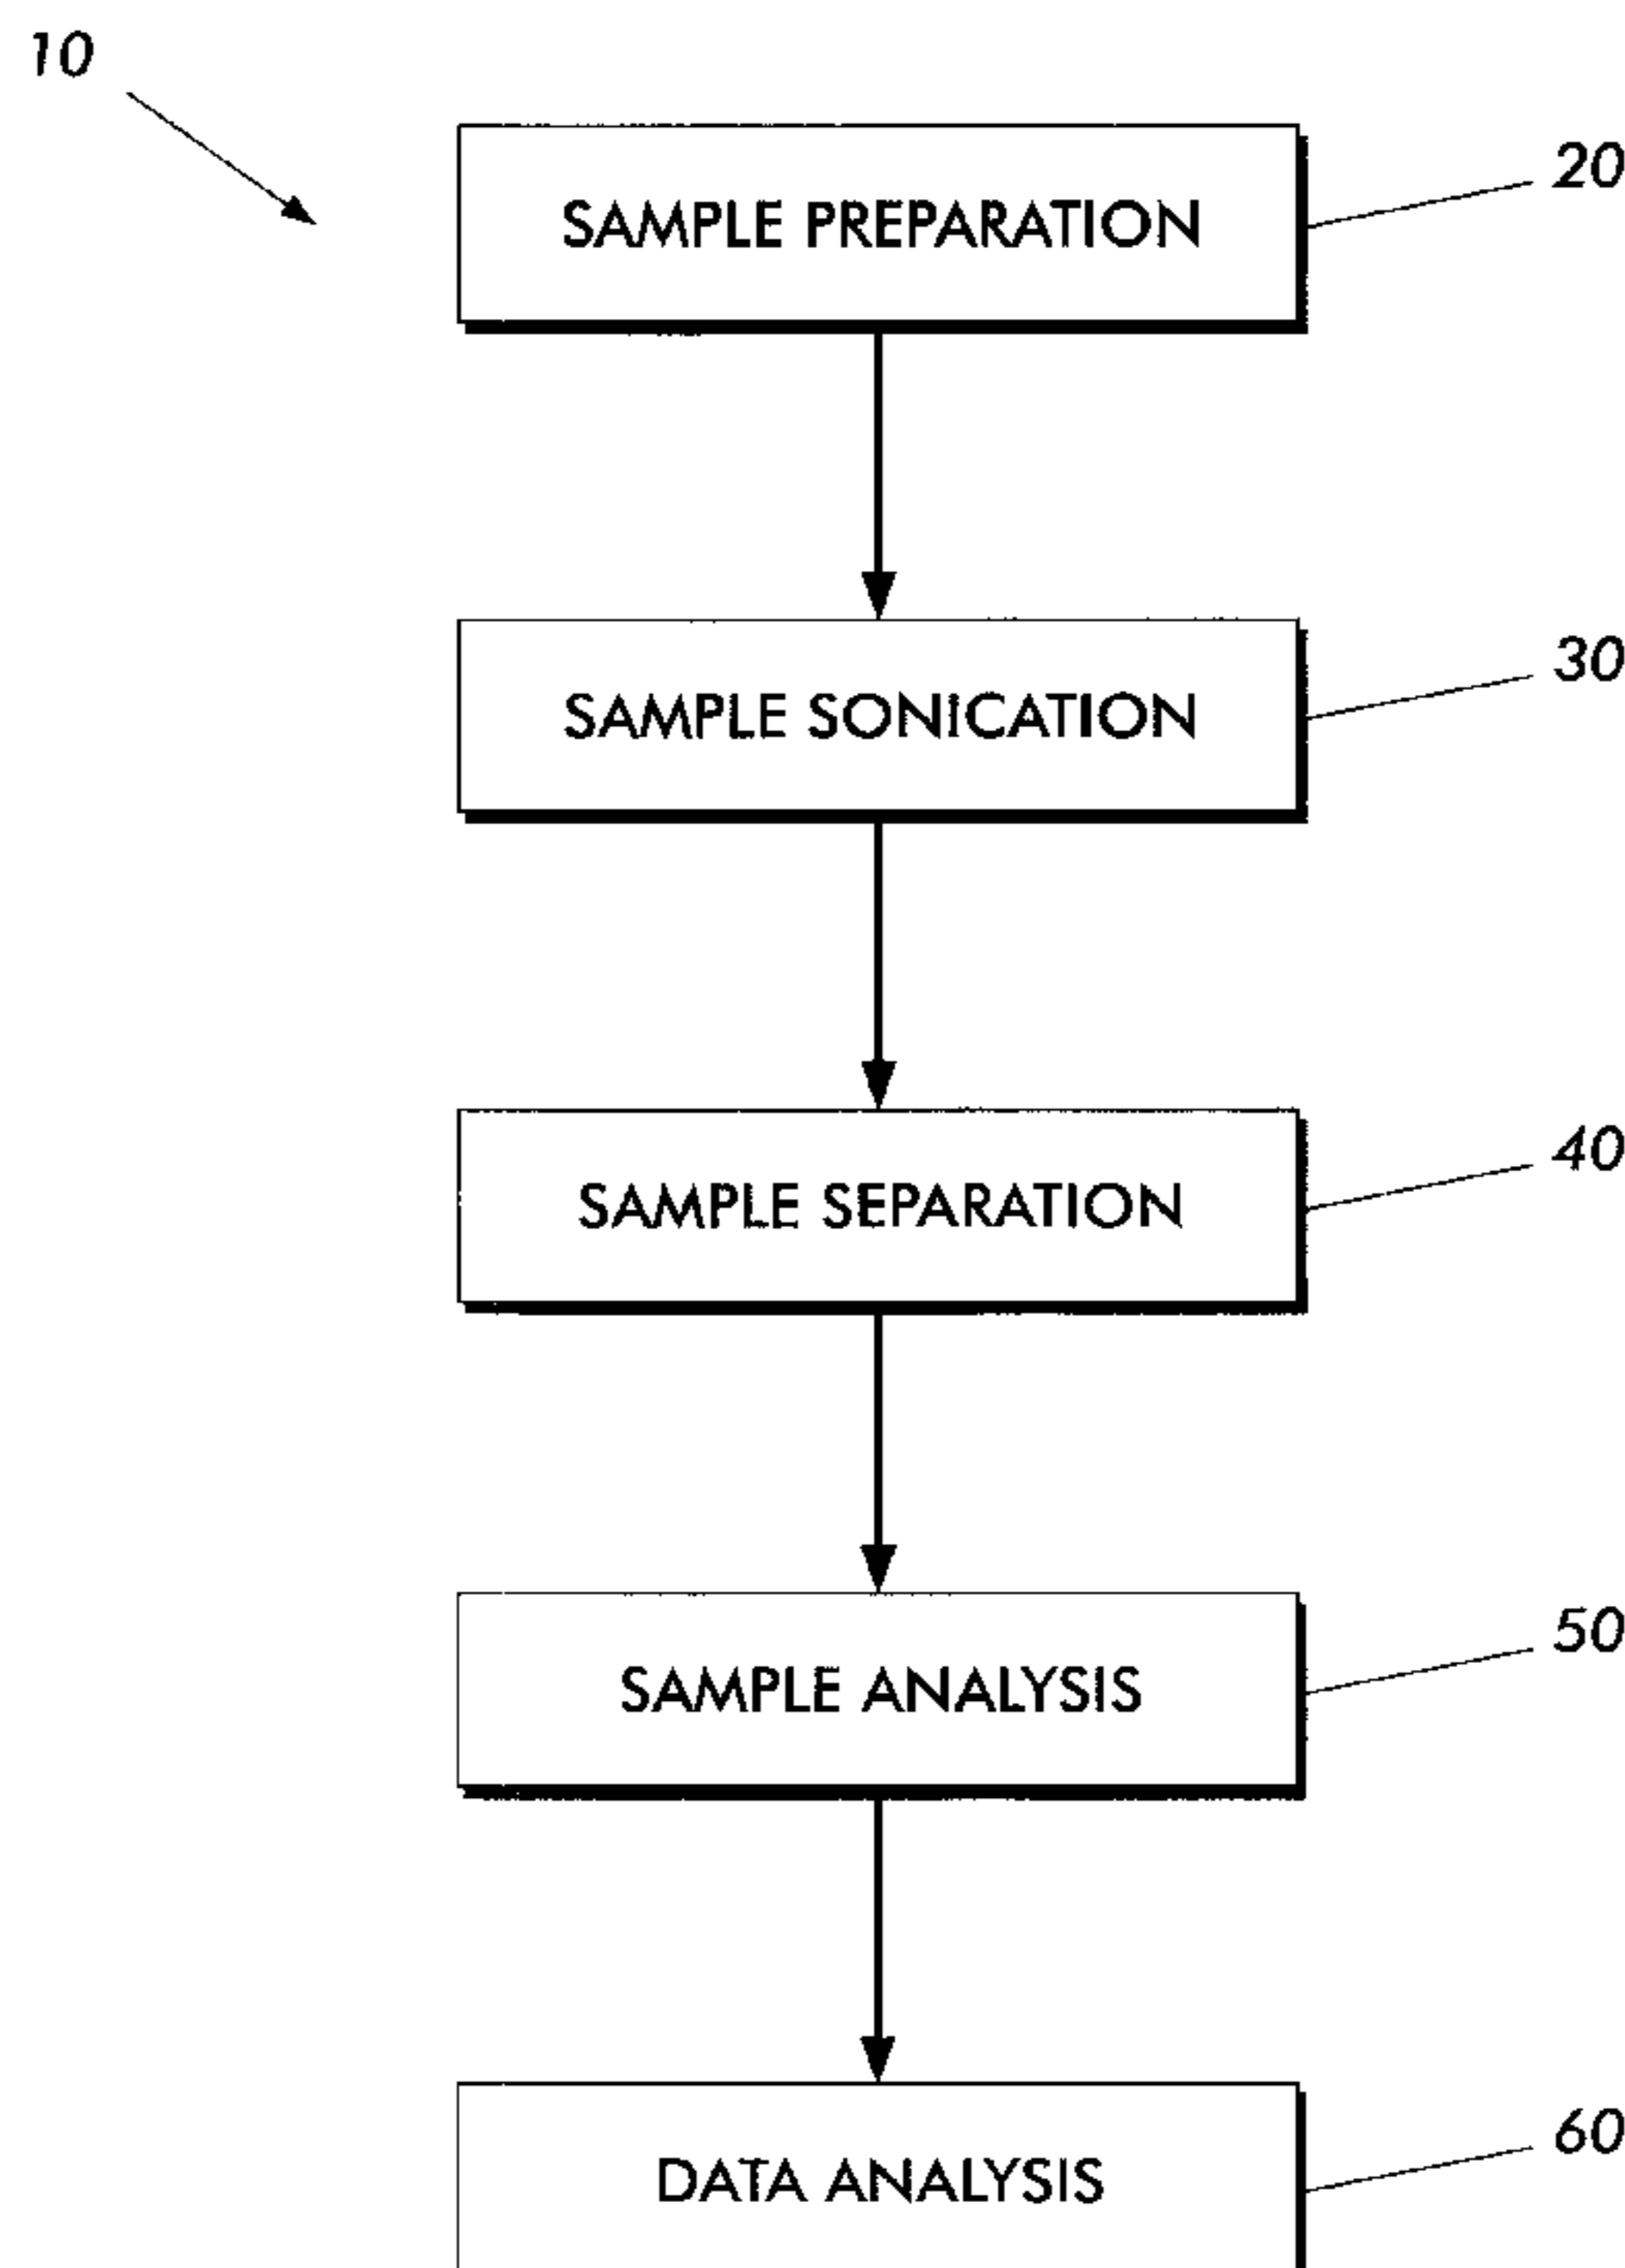 10
SAMPLE PREPARATION
20
SAMPLE SONICATION
30
SAMPLE SEPARATION
40
SAMPLE ANALYSIS
50
DATA ANALYSIS
60